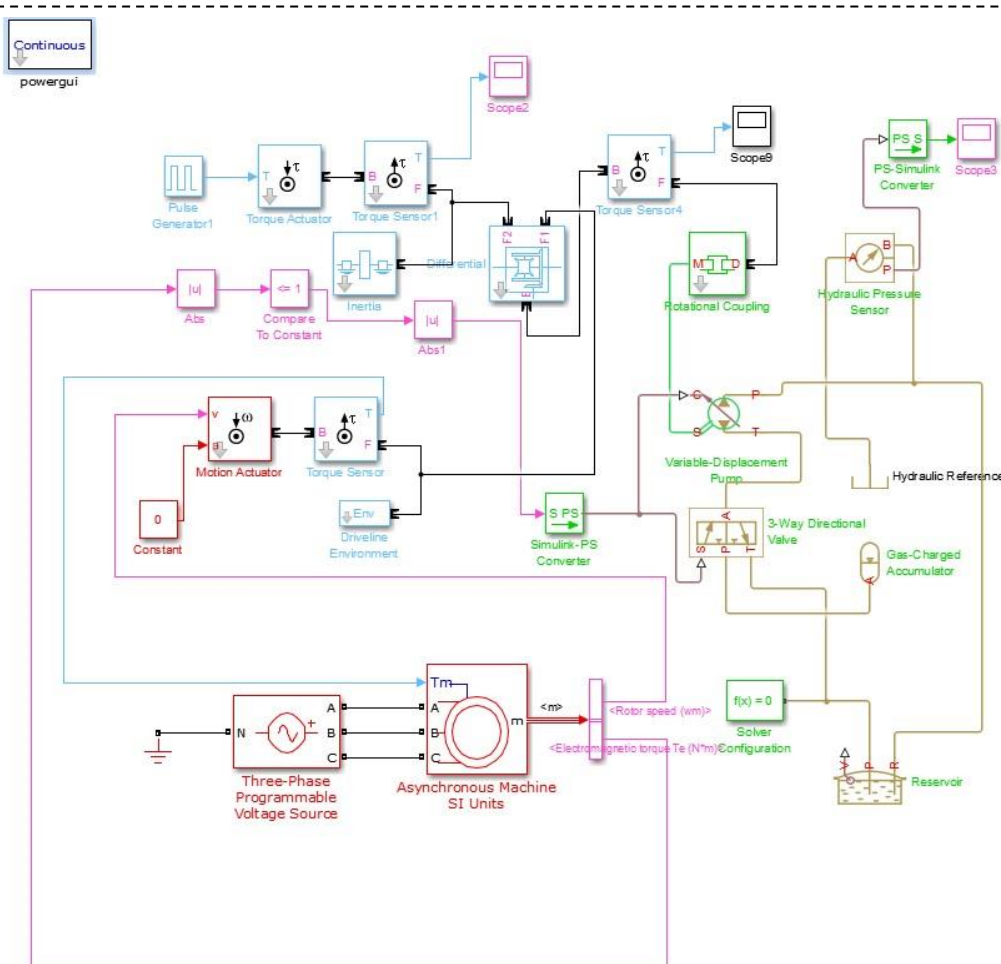 Continuous
powergui
Scope2
Scope9
PS S
PS-Simulink
Converter
Scope3
Pulse
Generator1
T
τ
Torque Actuator
B
τ
T
F
Torque Sensor1
B
τ
T
F
Torque Sensor4
Inertia
F2
F1
Differential
M
D
Rotational Coupling
A
B
P
Hydraulic Pressure
Sensor
|u|
Abs
<= 1
Compare
To Constant
|u|
Abs1
v
a
ω
Motion Actuator
B
τ
T
F
Torque Sensor
0
Constant
Env
Driveline
Environment
S PS
Simulink-PS
Converter
C
P
S
T
Variable-Displacement
Pump
Hydraulic Reference
A
S
P
T
3-Way Directional
Valve
Gas-Charged
Accumulator
A
N
A
B
C
Three-Phase
Programmable
Voltage Source
Tm
A
B
C
m
Asynchronous Machine
SI Units
<m>
<Rotor speed (wm)>
<Electromagnetic torque Te (N*m)>
f(x) = 0
Solver
Configuration
V
P
R
Reservoir